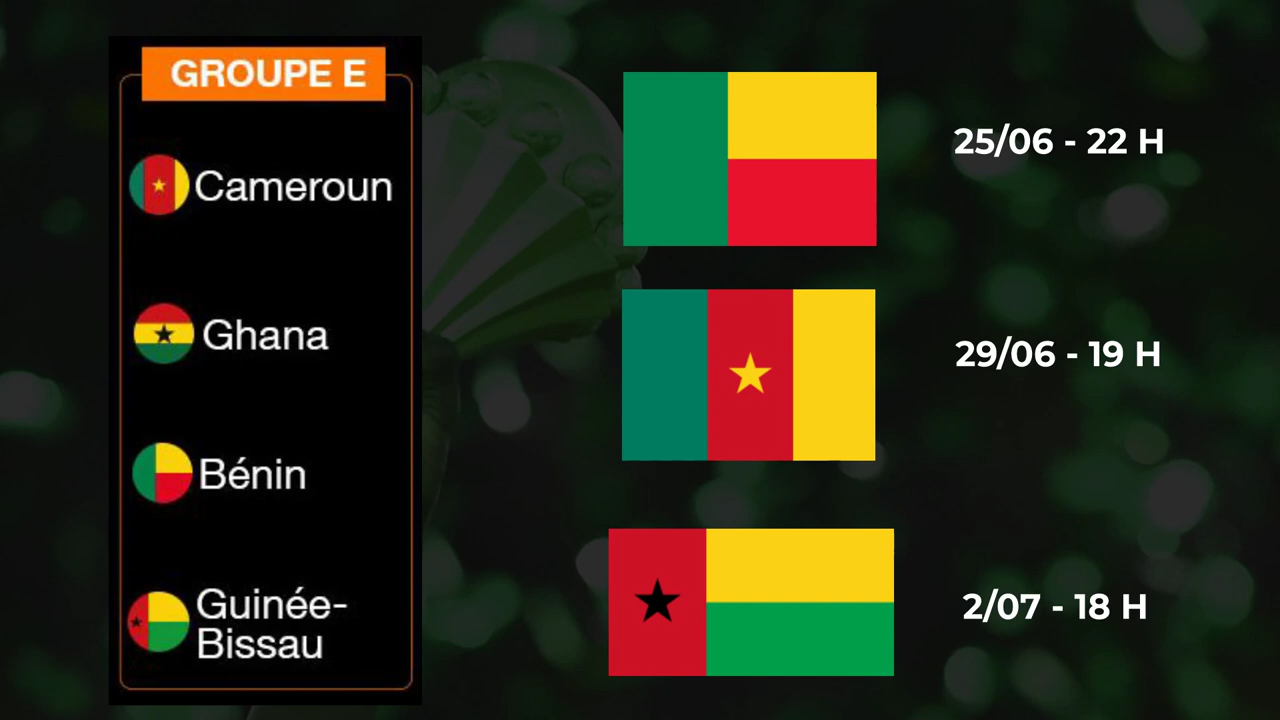 GROUPE E
Cameroun
Ghana
Bénin
Guinée-
Bissau
25/06 - 22 H
29/06 - 19 H
2/07 - 18 H